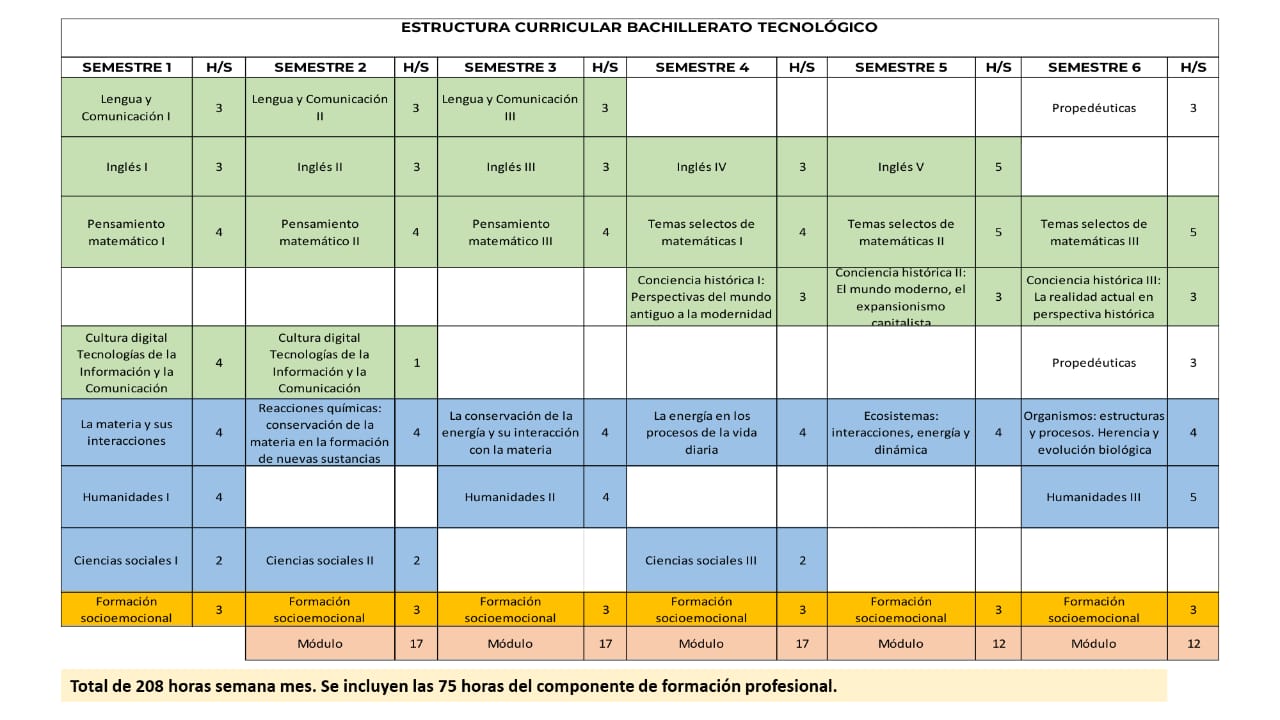 ESTRUCTURA CURRICULAR BACHILLERATO TECNOLÓGICO
SEMESTRE 1 H/S SEMESTRE 2 H/S SEMESTRE 3 H/S SEMESTRE 4 H/S SEMESTRE 5 H/S SEMESTRE 6 H/S
Lengua y
Comunicación I
3
Lengua y Comunicación
II
3
Lengua y Comunicación
III
3
Propedéuticas
3
Inglés I
3
Inglés II
3
Inglés III
3
Inglés IV
3
Inglés V
5
Pensamiento
matemático I
4
Pensamiento
matemático II
4
Pensamiento
matemático III
4
Temas selectos de
matemáticas I
4
Temas selectos de
matemáticas II
5
Temas selectos de
matemáticas III
5
Conciencia histórica I:
Perspectivas del mundo
antiguo a la modernidad
3
Conciencia histórica II:
El mundo moderno, el
expansionismo
capitalista
3
Conciencia histórica III:
La realidad actual en
perspectiva histórica
3
Cultura digital
Tecnologías de la
Información y la
Comunicación
4
Cultura digital
Tecnologías de la
Información y la
Comunicación
1
Propedéuticas
3
La materia y sus
interacciones
4
Reacciones químicas:
conservación de la
materia en la formación
de nuevas sustancias
4
La conservación de la
energía y su interacción
con la materia
4
La energía en los
procesos de la vida
diaria
4
Ecosistemas:
interacciones, energía y
dinámica
4
Organismos: estructuras
y procesos. Herencia y
evolución biológica
4
Humanidades I
4
Humanidades II
4
Humanidades III
5
Ciencias sociales I
2
Ciencias sociales II
2
Ciencias sociales III
2
Formación
socioemocional
3
Formación
socioemocional
3
Formación
socioemocional
3
Formación
socioemocional
3
Formación
socioemocional
3
Formación
socioemocional
3
Módulo
17
Módulo
17
Módulo
17
Módulo
12
Módulo
12
Total de 208 horas semana mes. Se incluyen las 75 horas del componente de formación profesional.